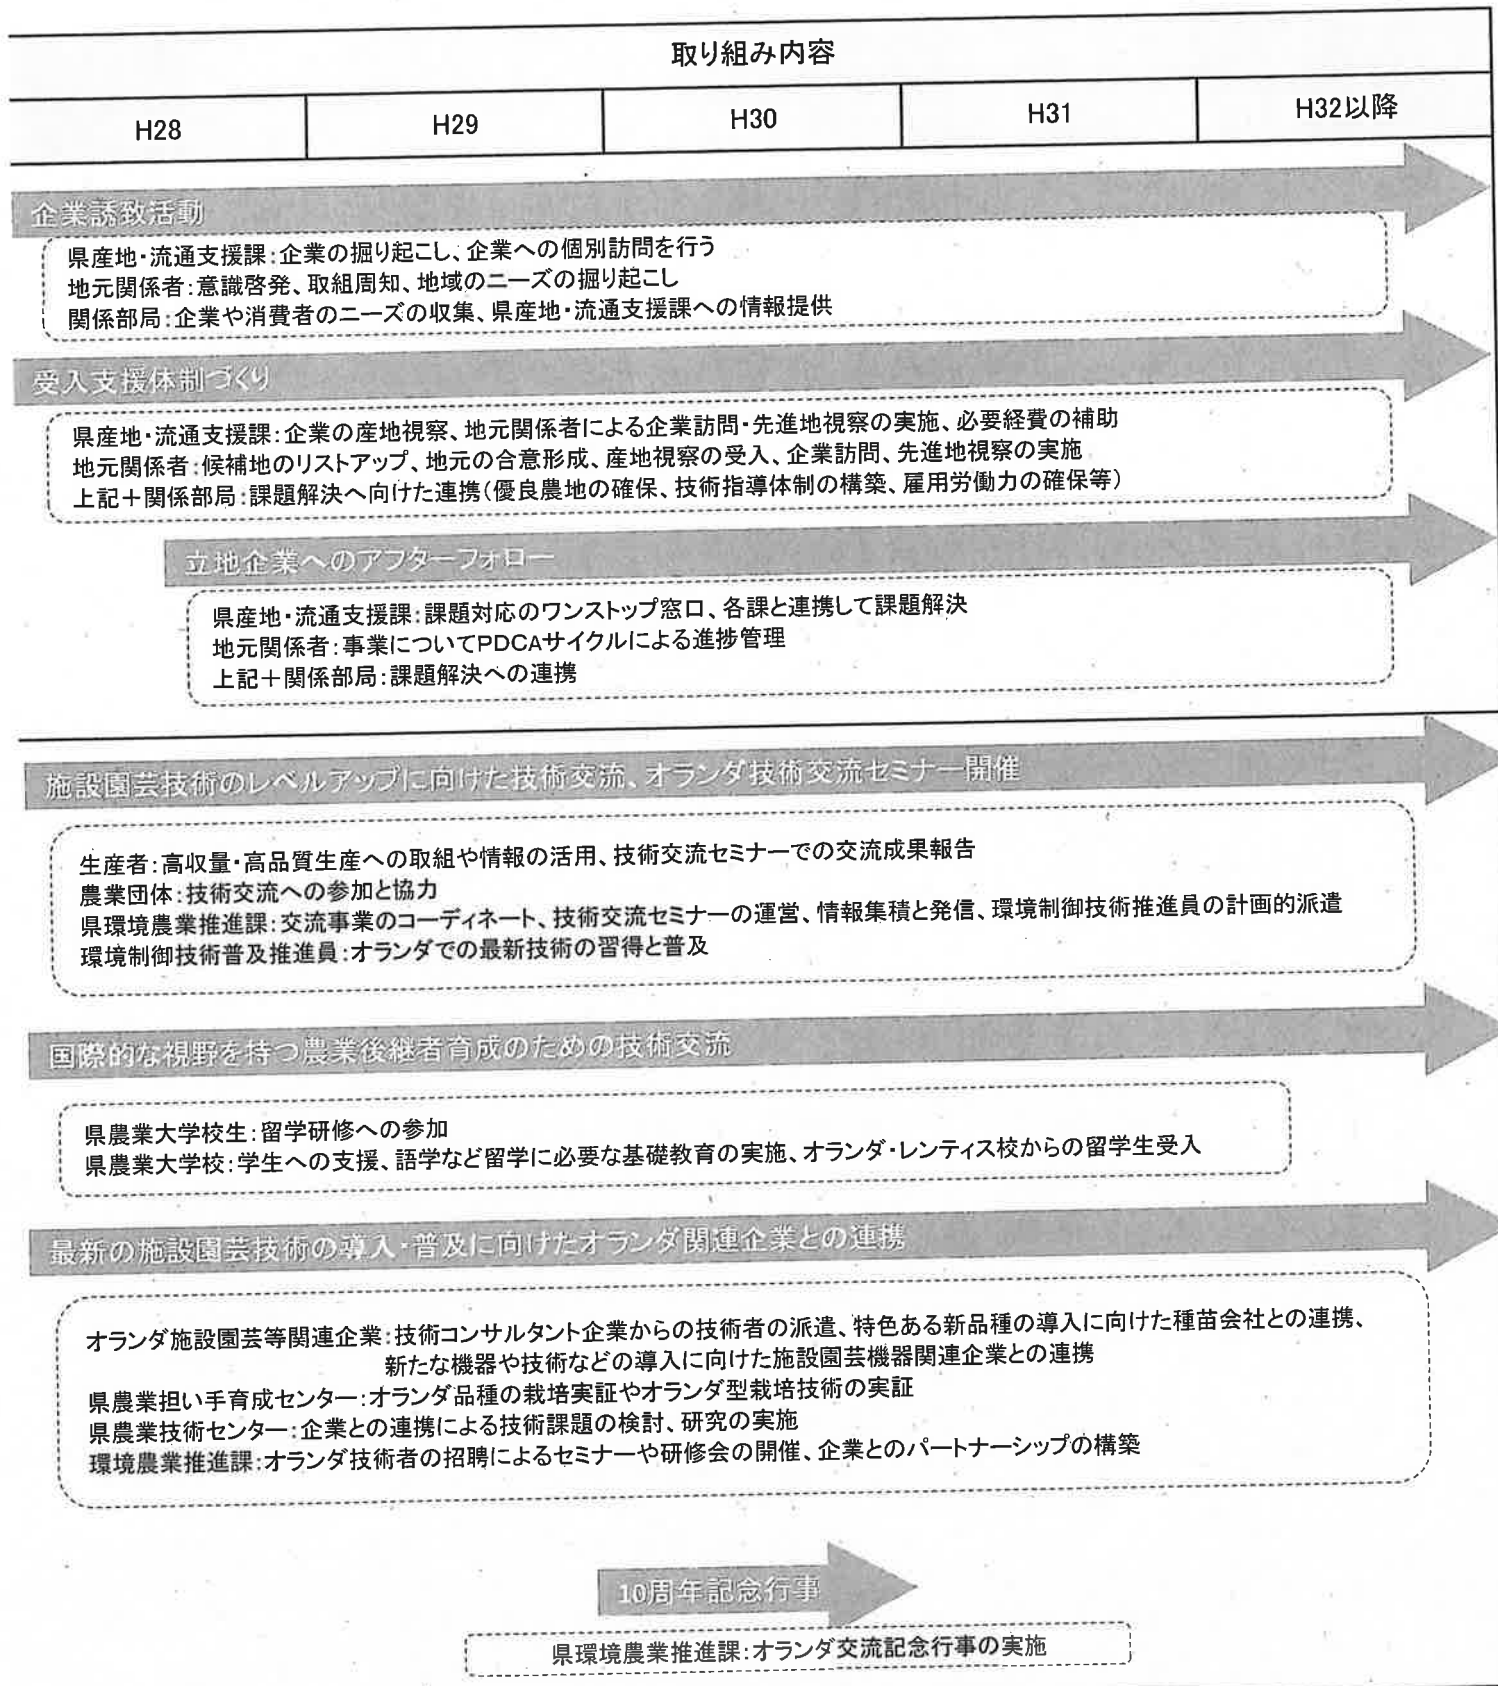 取り組み内容
H28
H29
H30
H31
H32以降
企業誘致活動
県産地・流通支援課:企業の掘り起こし、企業への個別訪問を行う
地元関係者:意識啓発、取組周知、地域のニーズの掘り起こし
関係部局:企業や消費者のニーズの収集、県産地・流通支援課への情報提供
受入支援体制づくり
県産地・流通支援課:企業の産地視察、地元関係者による企業訪問・先進地視察の実施、必要経費の補助
地元関係者:候補地のリストアップ、地元の合意形成、産地視察の受入、企業訪問、先進地視察の実施
上記＋関係部局:課題解決へ向けた連携(優良農地の確保、技術指導体制の構築、雇用労働力の確保等)
立地企業へのアフターフォロー
県産地・流通支援課:課題対応のワンストップ窓口、各課と連携して課題解決
地元関係者:事業についてPDCAサイクルによる進捗管理
上記＋関係部局:課題解決への連携
施設園芸技術のレベルアップに向けた技術交流、オランダ技術交流セミナー開催
生産者:高収量・高品質生産への取組や情報の活用、技術交流セミナーでの交流成果報告
農業団体:技術交流への参加と協力
県環境農業推進課:交流事業のコーディネート、技術交流セミナーの運営、情報集積と発信、環境制御技術推進員の計画的派遣
環境制御技術普及推進員:オランダでの最新技術の習得と普及
国際的な視野を持つ農業後継者育成のための技術交流
県農業大学校生:留学研修への参加
県農業大学校:学生への支援、語学など留学に必要な基礎教育の実施、オランダ・レンティス校からの留学生受入
最新の施設園芸技術の導入・普及に向けたオランダ関連企業との連携
オランダ施設園芸等関連企業:技術コンサルタント企業からの技術者の派遣、特色ある新品種の導入に向けた種苗会社との連携、
新たな機器や技術などの導入に向けた施設園芸機器関連企業との連携
県農業担い手育成センター:オランダ品種の栽培実証やオランダ型栽培技術の実証
県農業技術センター:企業との連携による技術課題の検討、研究の実施
環境農業推進課:オランダ技術者の招聘によるセミナーや研修会の開催、企業とのパートナーシップの構築
10周年記念行事
県環境農業推進課:オランダ交流記念行事の実施